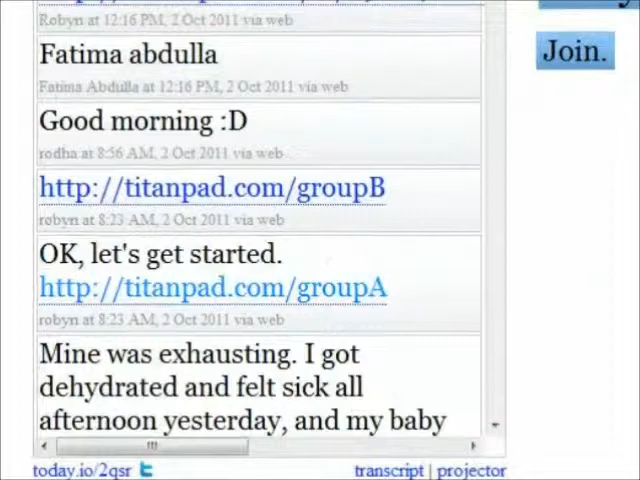 Robyn at 12:16 PM, 2 Oct 2011 via web
Fatima abdulla
Fatima Abdulla at 12:16 PM, 2 Oct 2011 via web
Good morning :D
rodha at 8:56 AM, 2 Oct 2011 via web
http://titanpad.com/groupB
robyn at 8:23 AM, 2 Oct 2011 via web
OK, let's get started.
http://titanpad.com/groupA
robyn at 8:23 AM, 2 Oct 2011 via web
Mine was exhausting. I got
dehydrated and felt sick all
afternoon yesterday, and my baby
today.io/2qsr
transcript | projector
Join.